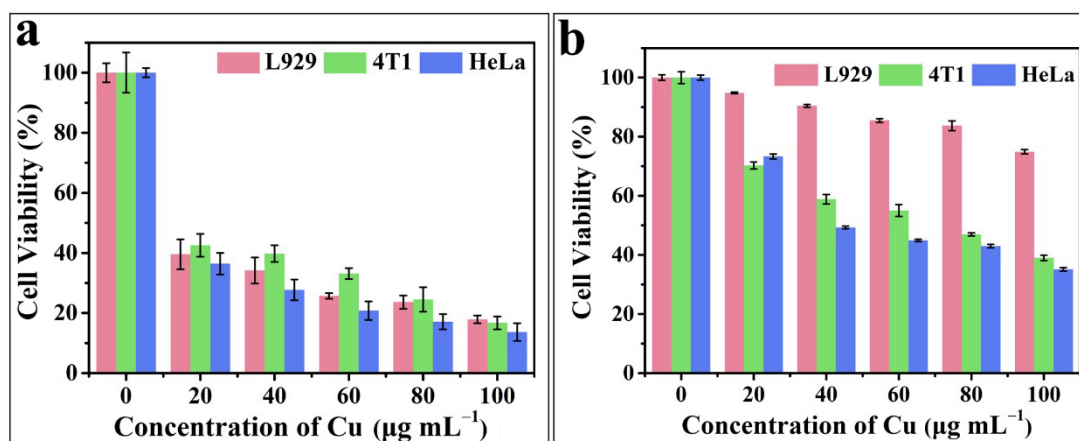 a
L929 4T1 HeLa
Cell Viability (%)
100
80
60
40
20
0
0 20 40 60 80 100
Concentration of Cu (μg mL⁻¹)
b
L929 4T1 HeLa
Cell Viability (%)
100
80
60
40
20
0
0 20 40 60 80 100
Concentration of Cu (μg mL⁻¹)